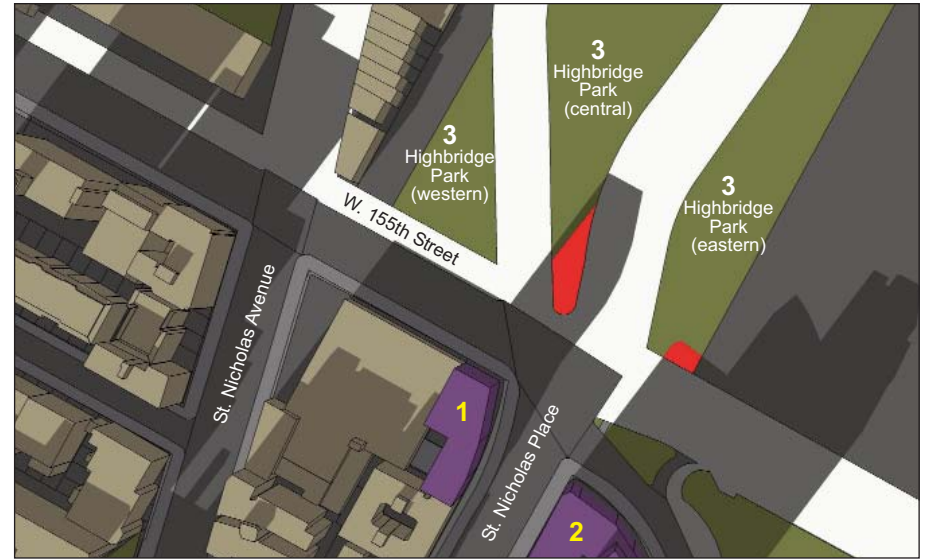 3
Highbridge
Park
(central)
3
Highbridge
Park
(western)
3
Highbridge
Park
(eastern)
W. 155th Street
St. Nicholas Avenue
1
St. Nicholas Place
2